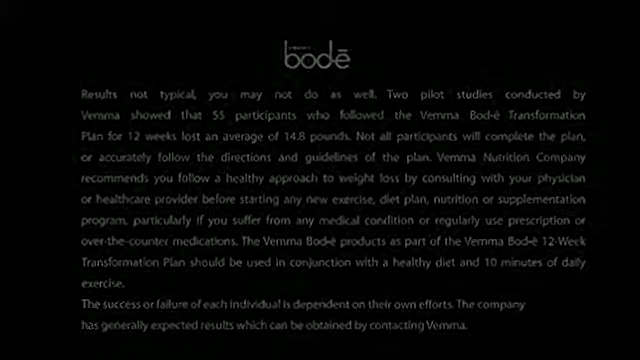 bodē
Results not typical, you may not do as well. Two pilot studies conducted by
Vemma showed that 55 participants who followed the Vemma Bod-ē Transformation
Plan for 12 weeks lost an average of 14.8 pounds. Not all participants will complete the plan,
or accurately follow the directions and guidelines of the plan. Vemma Nutrition Company
recommends you follow a healthy approach to weight loss by consulting with your physician
or healthcare provider before starting any new exercise, diet plan, nutrition or supplementation
program, particularly if you suffer from any medical condition or regularly use prescription or
over-the-counter medications. The Vemma Bod-ē products as part of the Vemma Bod-ē 12-Week
Transformation Plan should be used in conjunction with a healthy diet and 10 minutes of daily
exercise.
The success or failure of each individual is dependent on their own efforts. The company
has generally expected results which can be obtained by contacting Vemma.